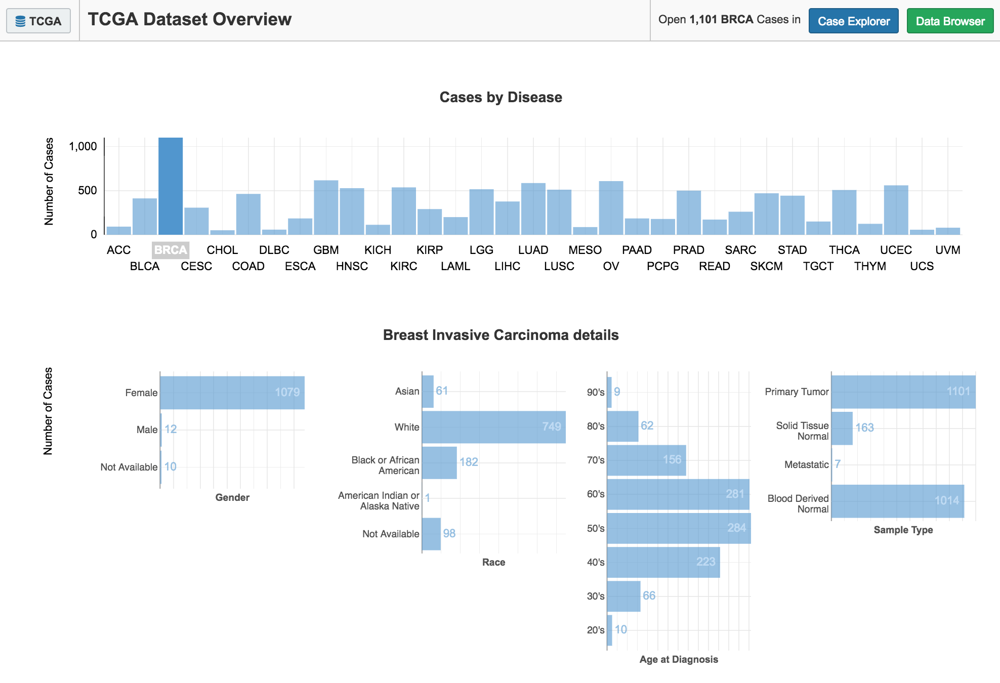 TCGA
TCGA Dataset Overview
Open 1,101 BRCA Cases in
Case Explorer
Data Browser
Cases by Disease
Number of Cases
1,000
500
0
ACC BRCA CHOL DLBC GBM KICH KIRP LGG LUAD MESO PAAD PRAD SARC STAD THCA UCEC UVM
BLCA CESC COAD ESCA HNSC KIRC LAML LIHC LUSC OV PCPG READ SKCM TGCT THYM UCS
Breast Invasive Carcinoma details
Number of Cases
Female 1079
Male 12
Not Available 10
Gender
Asian 61
White 749
Black or African
American 182
American Indian or
Alaska Native 1
Not Available 98
Race
90's 9
80's 62
70's 156
60's 281
50's 284
40's 223
30's 66
20's 10
Age at Diagnosis
Primary Tumor 1101
Solid Tissue
Normal 163
Metastatic 7
Blood Derived
Normal 1014
Sample Type